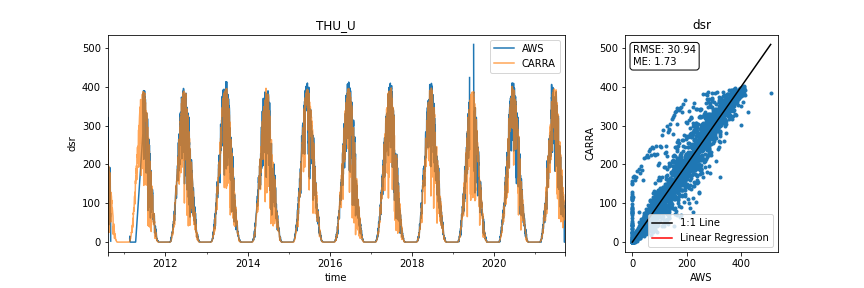 THU_U
dsr
500
400
300
200
100
0
dsr
AWS
CARRA
2012
2014
2016
2018
2020
time
dsr
500
400
300
200
100
0
CARRA
RMSE: 30.94
ME: 1.73
1:1 Line
Linear Regression
0
200
400
AWS